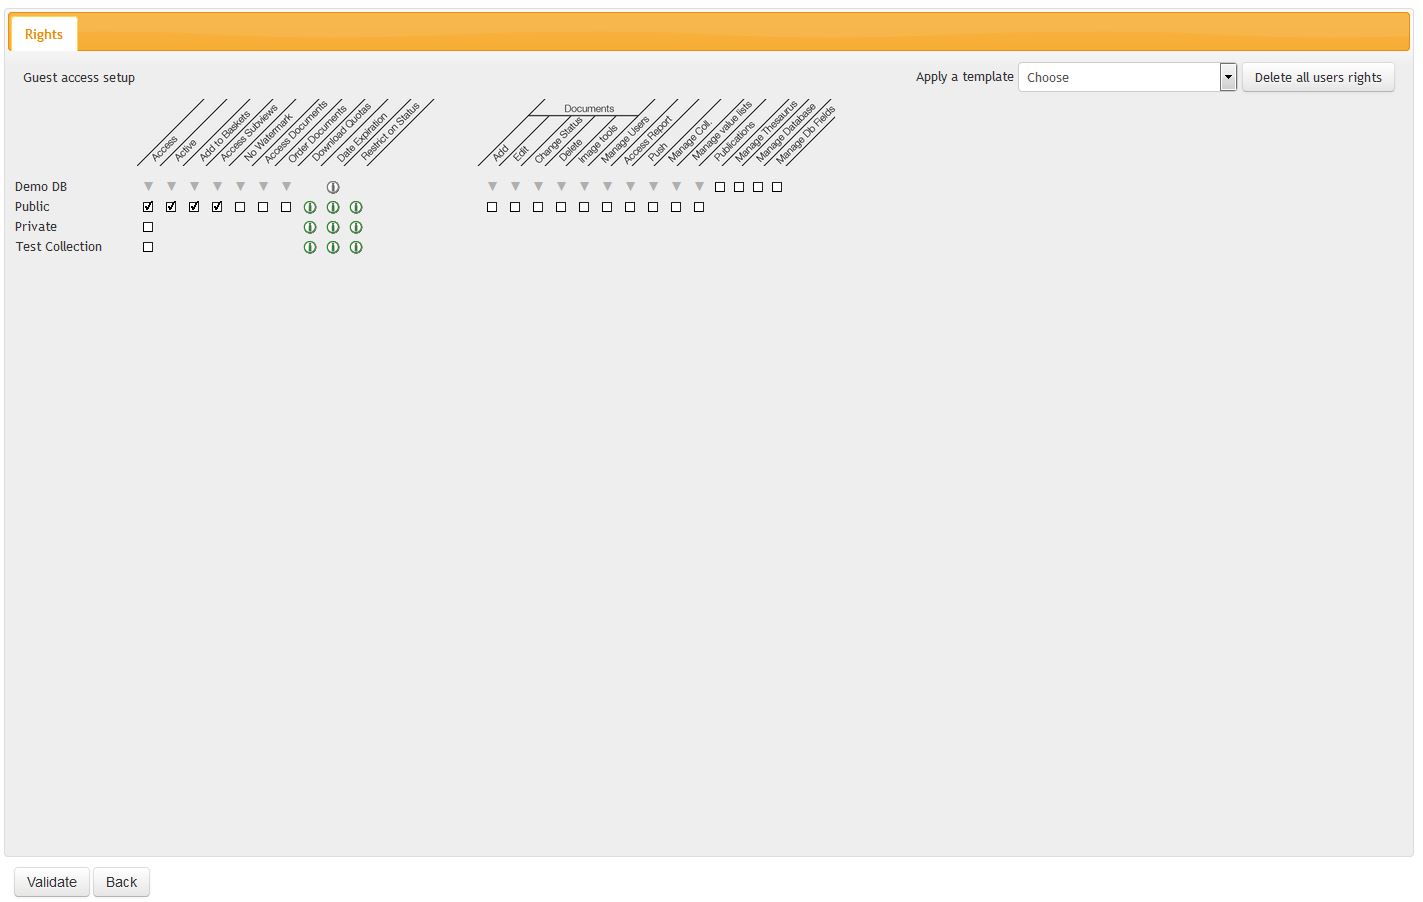 Rights
Guest access setup
Apply a template
Choose
Delete all users rights
Access
Active
Add to Baskets
Access Subviews
No Watermark
Access Documents
Order Documents
Download Quotas
Date Expiration
Restrict on Status
Documents
Add
Edit
Change Status
Delete
Image tools
Manage Users
Access Report
Push
Manage Coll.
Manage value lists
Publications
Manage Thesaurus
Manage Database
Manage Db Fields
Demo DB
Public
Private
Test Collection
Validate
Back